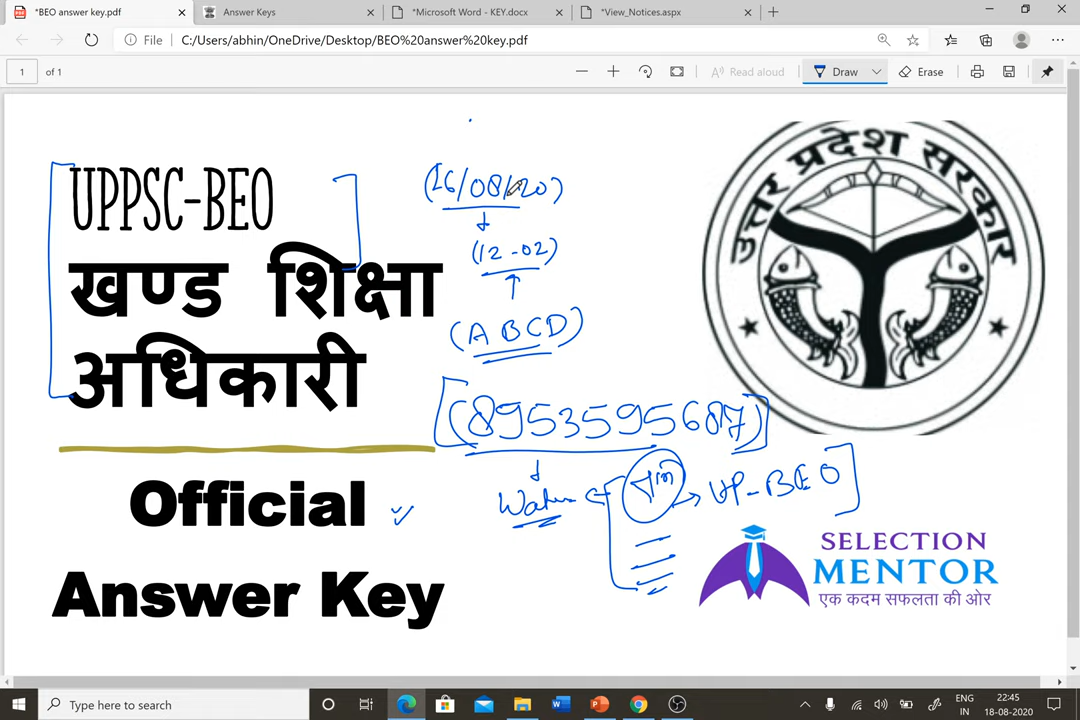 *BEO answer key.pdf
Answer Keys
*Microsoft Word - KEY.docx
*View_Notices.aspx
File
C:/Users/abhin/OneDrive/Desktop/BEO%20answer%20key.pdf
1 of 1
Read aloud
Draw
Erase
UPPSC-BEO
खण्ड शिक्षा
अधिकारी
Official
Answer Key
(16/08/20)
(12-02)
(A B C D)
(8953595687)
UP-BEO
उत्तर प्रदेश सरकार
SELECTION
MENTOR
एक कदम सफलता की ओर
Type here to search
ENG
IN
22:45
18-08-2020